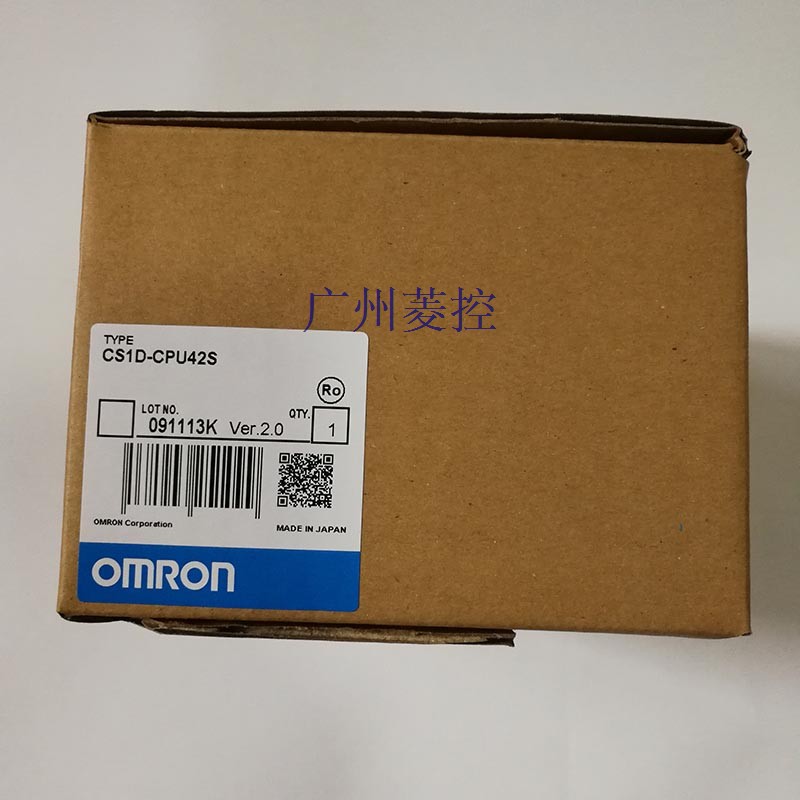 广州菱控
TYPE
CS1D-CPU42S
Ro
LOT NO.
091113K Ver.2.0
QTY.
1
OMRON Corporation
MADE IN JAPAN
OMRON